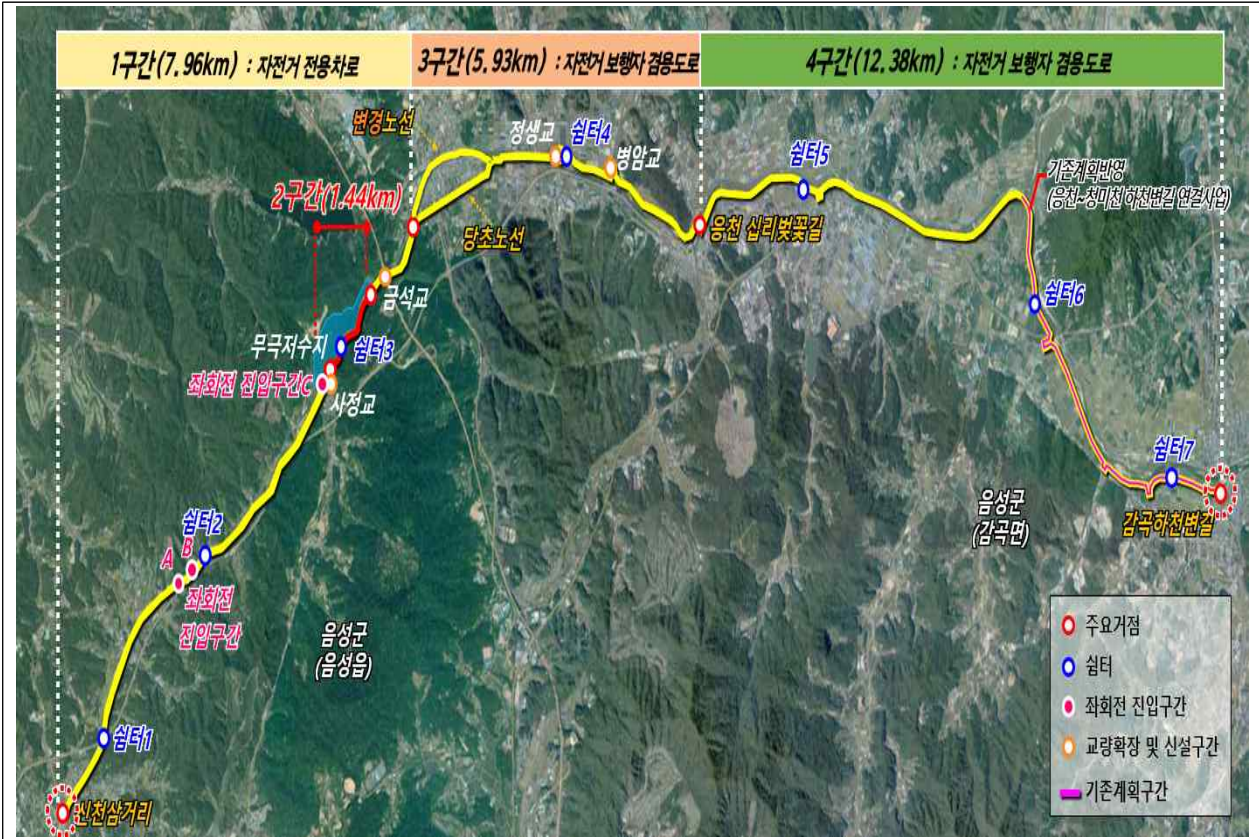 1구간(7.96km) : 자전거 전용차로
3구간(5.93km) : 자전거 보행자 겸용도로
4구간(12.38km) : 자전거 보행자 겸용도로
변경노선
정생교
쉼터4
병암교
쉼터5
기존계획반영
(응천~청미천 하천변길 연결사업)
2구간(1.44km)
당초노선
응천 십리벚꽃길
금석교
쉼터6
무극저수지
쉼터3
좌회전 진입구간C
사정교
쉼터7
쉼터2
음성군
(감곡면)
감곡하천변길
A
B
좌회전
진입구간
음성군
(음성읍)
주요거점
쉼터
좌회전 진입구간
교량확장 및 신설구간
기존계획구간
쉼터1
신천삼거리